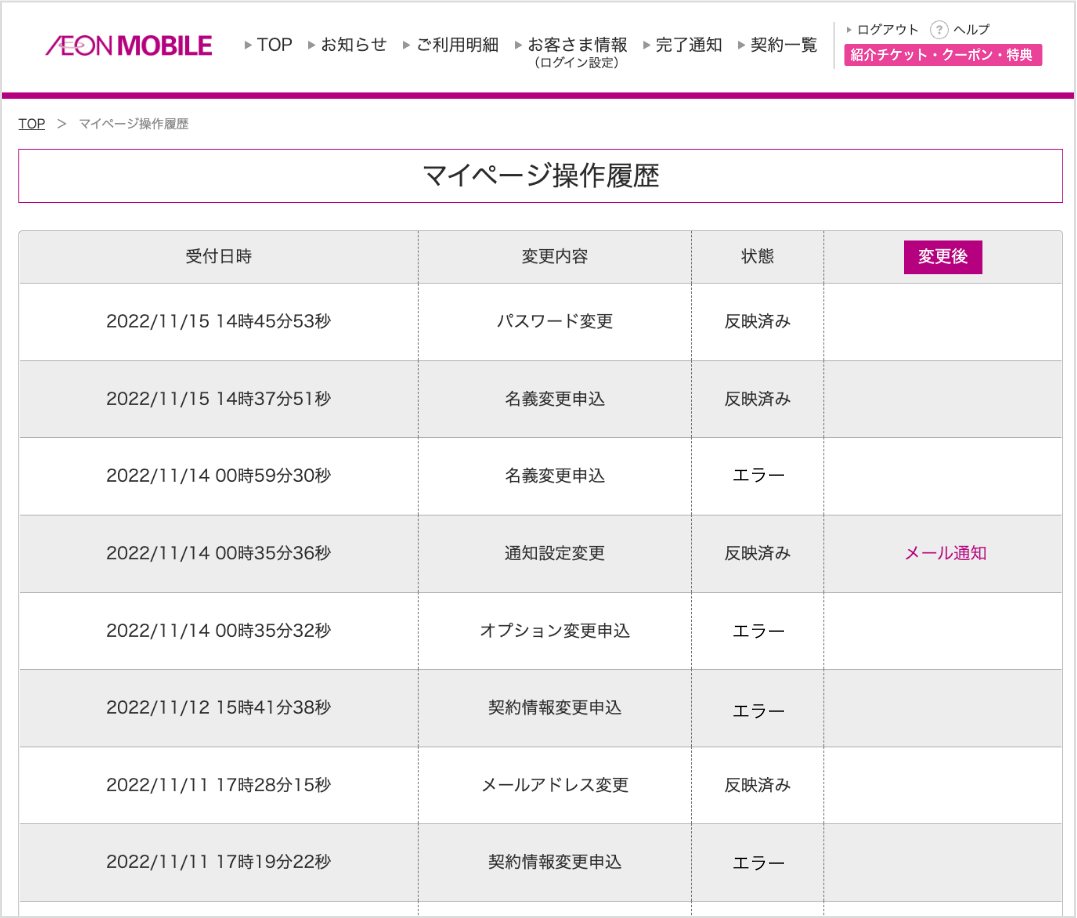 ÆON MOBILE
TOP お知らせ ご利用明細 お客さま情報 完了通知 契約一覧
(ログイン設定)
ログアウト ? ヘルプ
紹介チケット・クーポン・特典
TOP > マイページ操作履歴
マイページ操作履歴
受付日時 変更内容 状態 変更後
2022/11/15 14時45分53秒 パスワード変更 反映済み
2022/11/15 14時37分51秒 名義変更申込 反映済み
2022/11/14 00時59分30秒 名義変更申込 エラー
2022/11/14 00時35分36秒 通知設定変更 反映済み メール通知
2022/11/14 00時35分32秒 オプション変更申込 エラー
2022/11/12 15時41分38秒 契約情報変更申込 エラー
2022/11/11 17時28分15秒 メールアドレス変更 反映済み
2022/11/11 17時19分22秒 契約情報変更申込 エラー